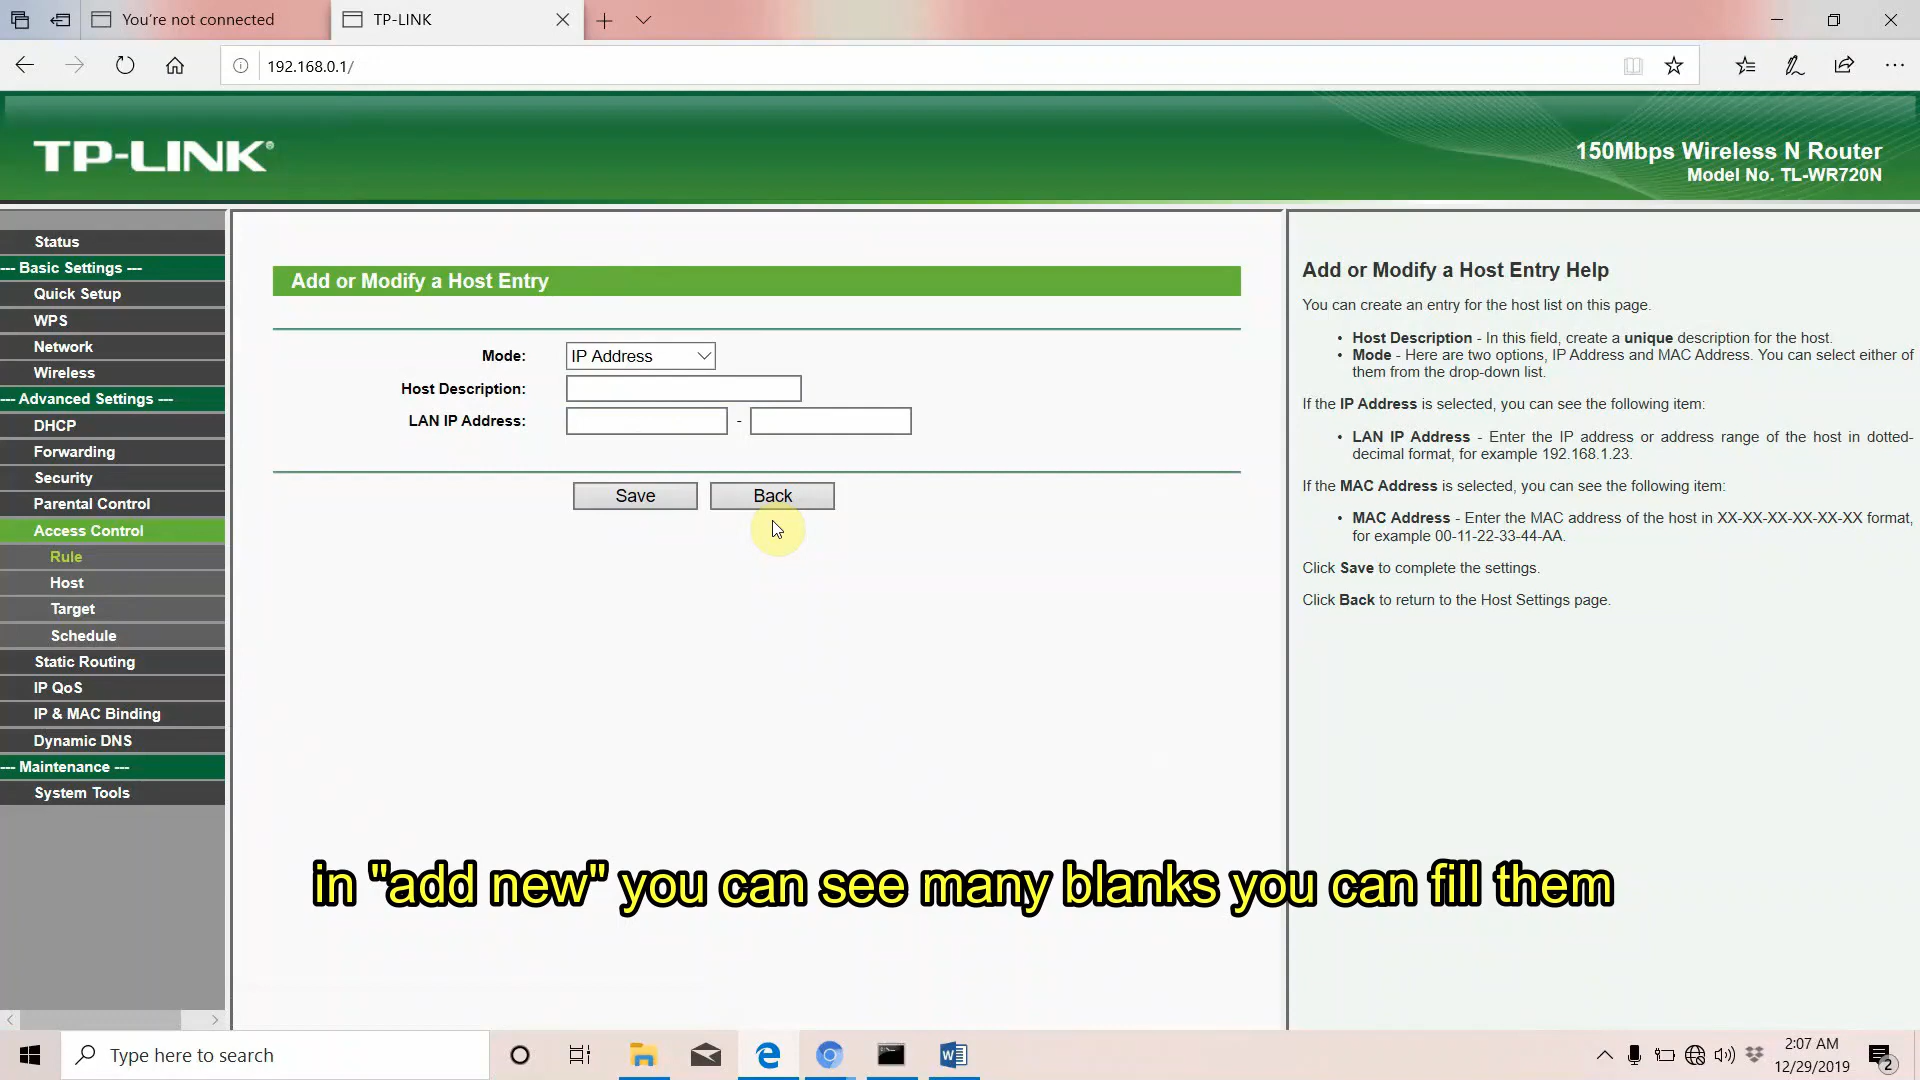 You're not connected
TP-LINK
192.168.0.1/
TP-LINK®
150Mbps Wireless N Router
Model No. TL-WR720N
Status
--- Basic Settings ---
Quick Setup
WPS
Network
Wireless
--- Advanced Settings ---
DHCP
Forwarding
Security
Parental Control
Access Control
Rule
Host
Target
Schedule
Static Routing
IP QoS
IP & MAC Binding
Dynamic DNS
--- Maintenance ---
System Tools
Add or Modify a Host Entry
Mode: IP Address
Host Description:
LAN IP Address: -
Save Back
Add or Modify a Host Entry Help
You can create an entry for the host list on this page.
• Host Description - In this field, create a unique description for the host.
• Mode - Here are two options, IP Address and MAC Address. You can select either of
them from the drop-down list.
If the IP Address is selected, you can see the following item:
• LAN IP Address - Enter the IP address or address range of the host in dotted-
decimal format, for example 192.168.1.23.
If the MAC Address is selected, you can see the following item:
• MAC Address - Enter the MAC address of the host in XX-XX-XX-XX-XX-XX format,
for example 00-11-22-33-44-AA.
Click Save to complete the settings.
Click Back to return to the Host Settings page.
in "add new" you can see many blanks you can fill them
Type here to search
2:07 AM
12/29/2019
2